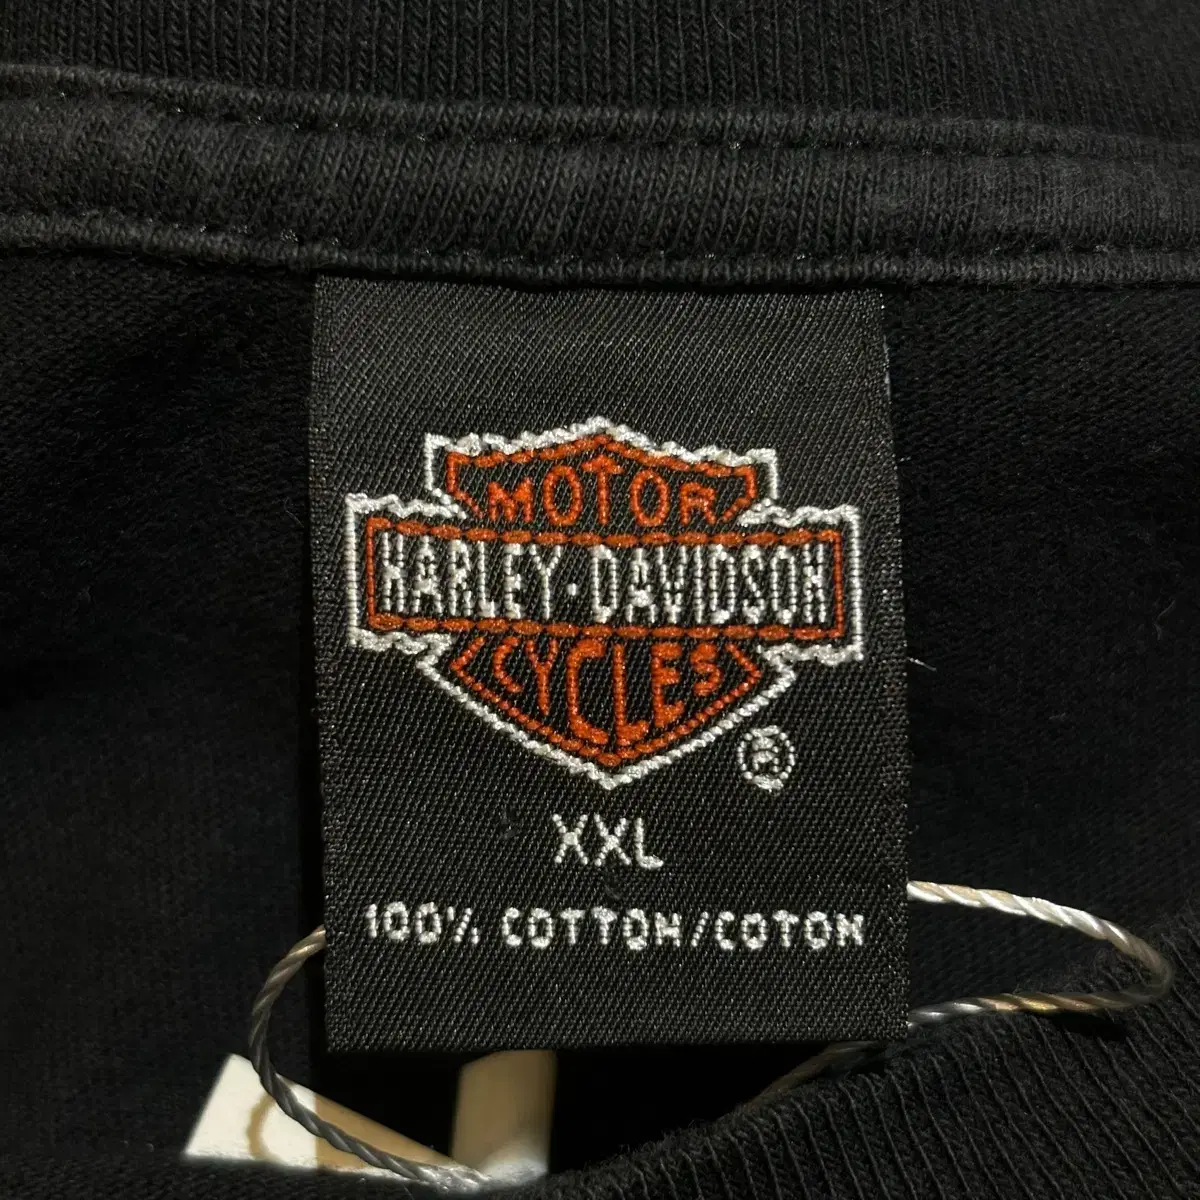 MOTOR
HARLEY-DAVIDSON
CYCLES
®
XXL
100% COTTON/COTON